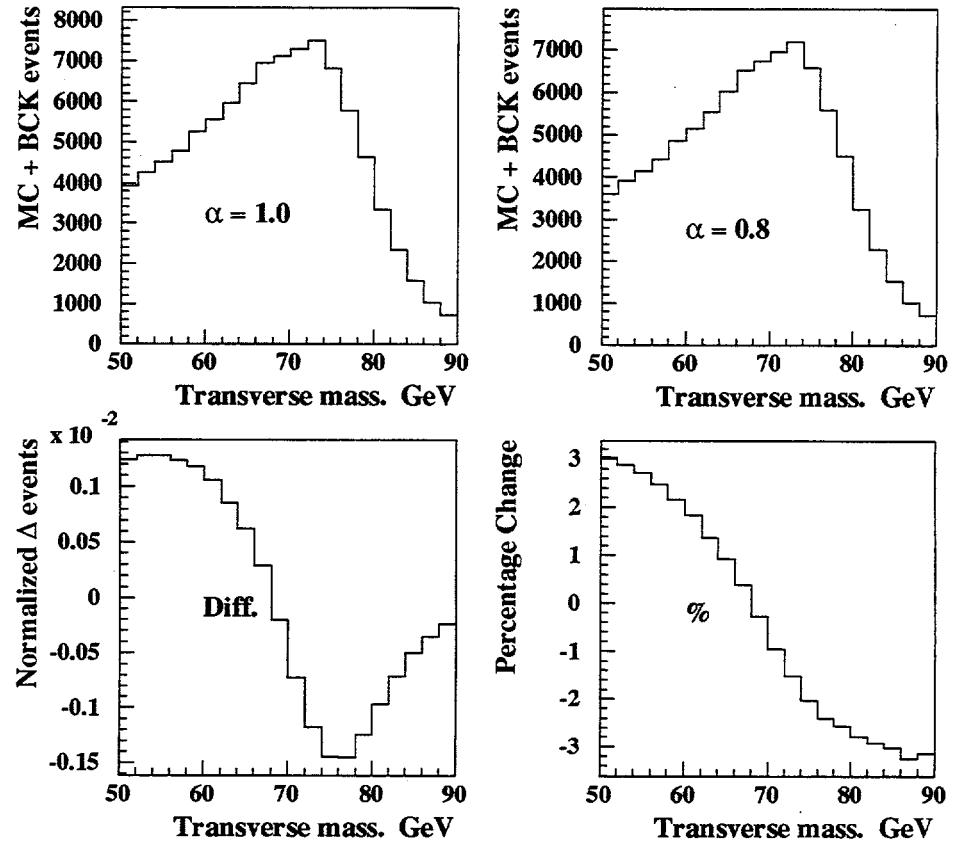 MC + BCK events
8000
7000
6000
5000
4000
3000
2000
1000
0
α = 1.0
50 60 70 80 90
Transverse mass. GeV
MC + BCK events
7000
6000
5000
4000
3000
2000
1000
0
α = 0.8
50 60 70 80 90
Transverse mass. GeV
x 10 -2
Normalized Δ events
0.1
0.05
0
-0.05
-0.1
-0.15
Diff.
50 60 70 80 90
Transverse mass. GeV
Percentage Change
3
2
1
0
-1
-2
-3
%
50 60 70 80 90
Transverse mass. GeV